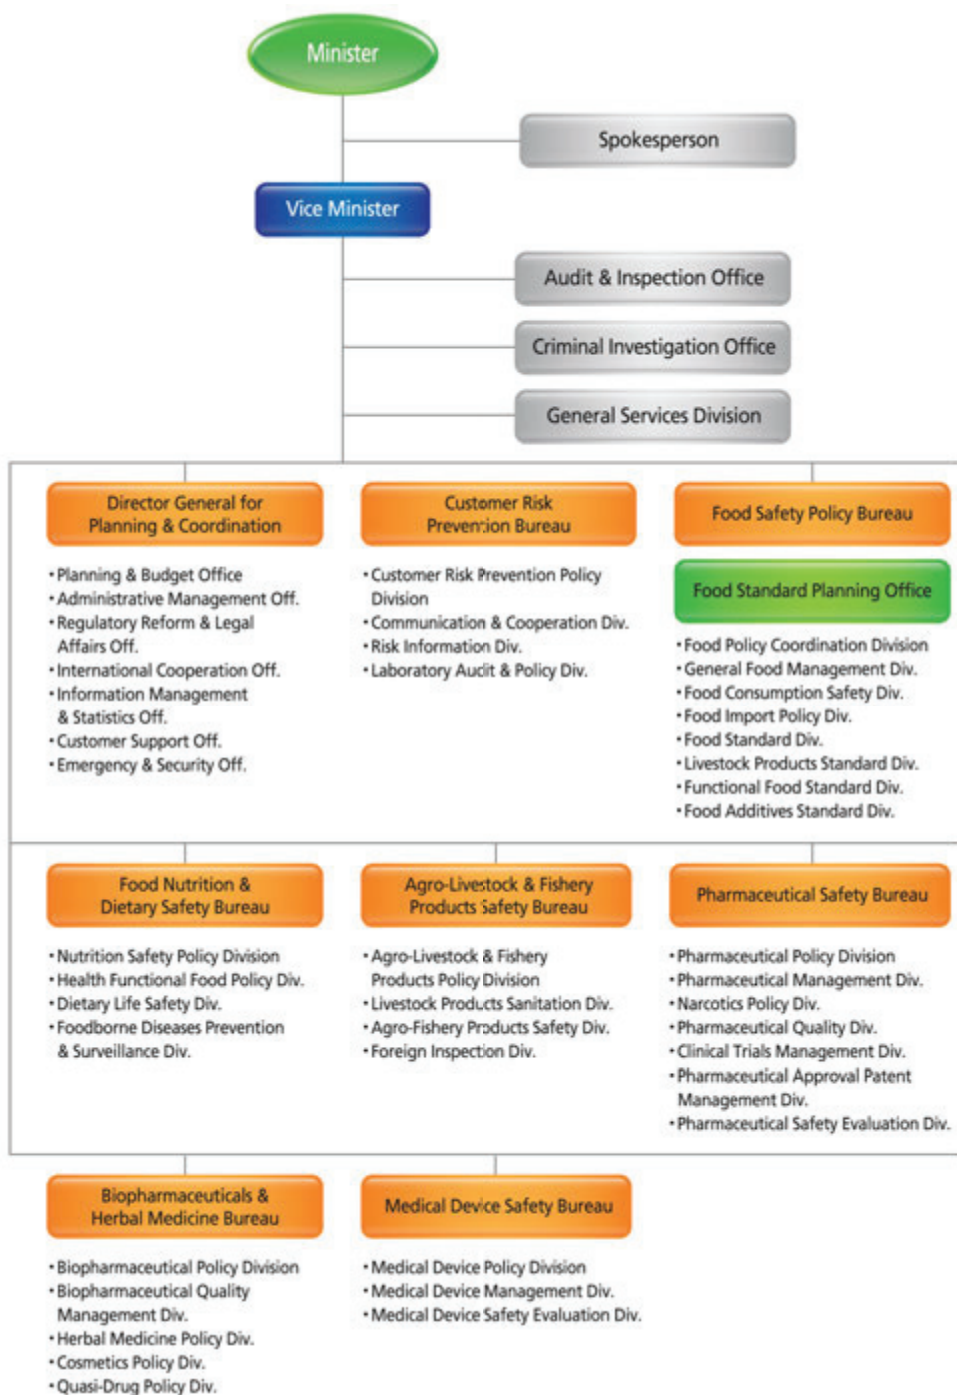 Minister
Spokesperson
Vice Minister
Audit & Inspection Office
Criminal Investigation Office
General Services Division
Director General for
Planning & Coordination
• Planning & Budget Office
• Administrative Management Off.
• Regulatory Reform & Legal
Affairs Off.
• International Cooperation Off.
• Information Management
& Statistics Off.
• Customer Support Off.
• Emergency & Security Off.
Customer Risk
Prevention Bureau
• Customer Risk Prevention Policy
Division
• Communication & Cooperation Div.
• Risk Information Div.
• Laboratory Audit & Policy Div.
Food Safety Policy Bureau
Food Standard Planning Office
• Food Policy Coordination Division
• General Food Management Div.
• Food Consumption Safety Div.
• Food Import Policy Div.
• Food Standard Div.
• Livestock Products Standard Div.
• Functional Food Standard Div.
• Food Additives Standard Div.
Food Nutrition &
Dietary Safety Bureau
• Nutrition Safety Policy Division
• Health Functional Food Policy Div.
• Dietary Life Safety Div.
• Foodborne Diseases Prevention
& Surveillance Div.
Agro-Livestock & Fishery
Products Safety Bureau
• Agro-Livestock & Fishery
Products Policy Division
• Livestock Products Sanitation Div.
• Agro-Fishery Products Safety Div.
• Foreign Inspection Div.
Pharmaceutical Safety Bureau
• Pharmaceutical Policy Division
• Pharmaceutical Management Div.
• Narcotics Policy Div.
• Pharmaceutical Quality Div.
• Clinical Trials Management Div.
• Pharmaceutical Approval Patent
Management Div.
• Pharmaceutical Safety Evaluation Div.
Biopharmaceuticals &
Herbal Medicine Bureau
• Biopharmaceutical Policy Division
• Biopharmaceutical Quality
Management Div.
• Herbal Medicine Policy Div.
• Cosmetics Policy Div.
• Quasi-Drug Policy Div.
Medical Device Safety Bureau
• Medical Device Policy Division
• Medical Device Management Div.
• Medical Device Safety Evaluation Div.